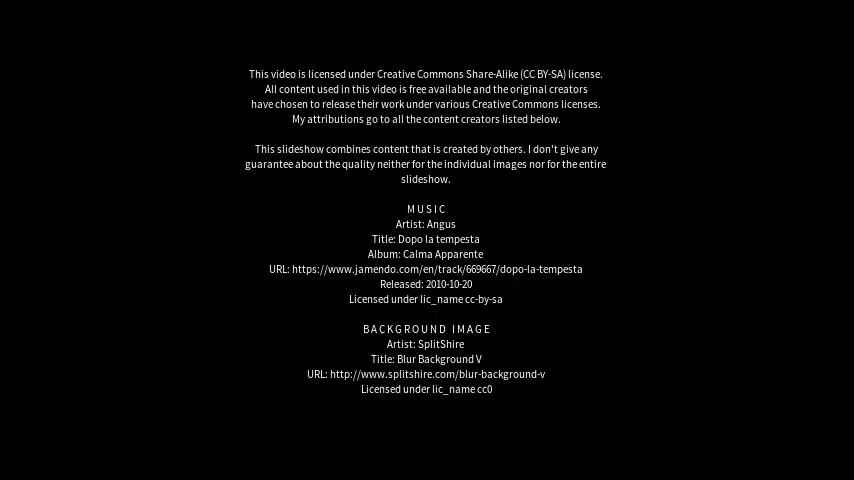 This video is licensed under Creative Commons Share-Alike (CC BY-SA) license.
All content used in this video is free available and the original creators
have chosen to release their work under various Creative Commons licenses.
My attributions go to all the content creators listed below.
This slideshow combines content that is created by others. I don't give any
guarantee about the quality neither for the individual images nor for the entire
slideshow.
MUSIC
Artist: Angus
Title: Dopo la tempesta
Album: Calma Apparente
URL: https://www.jamendo.com/en/track/669667/dopo-la-tempesta
Released: 2010-10-20
Licensed under lic_name cc-by-sa
BACKGROUND IMAGE
Artist: SplitShire
Title: Blur Background V
URL: http://www.splitshire.com/blur-background-v
Licensed under lic_name cc0